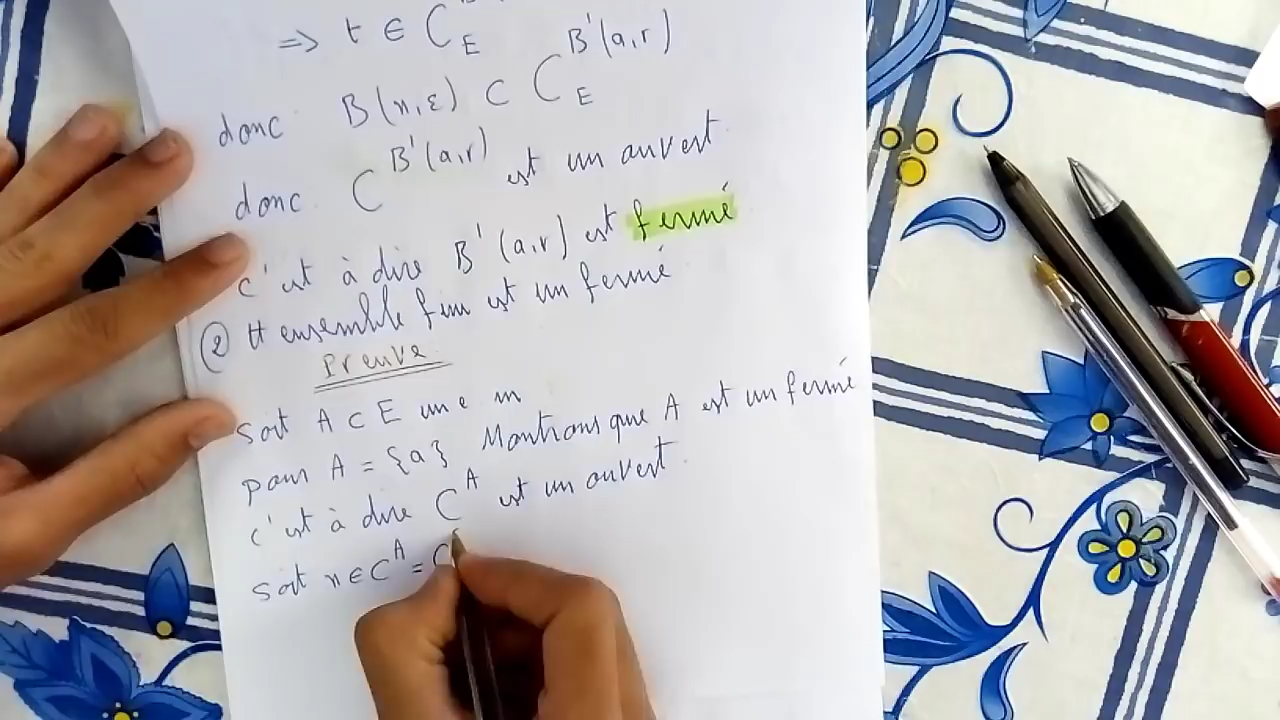 => t ∈ C_E
donc B(x,ε) ⊂ C_E^{B'(a,r)}
donc C^{B'(a,r)} est un ouvert
c'est à dire B'(a,r) est fermé
② tt ensemble fini est un fermé
Preuve
Soit A ⊂ E une m
pour A = {a} Montrons que A est un fermé
c'est à dire C^A est un ouvert.
Soit x ∈ C^A = C